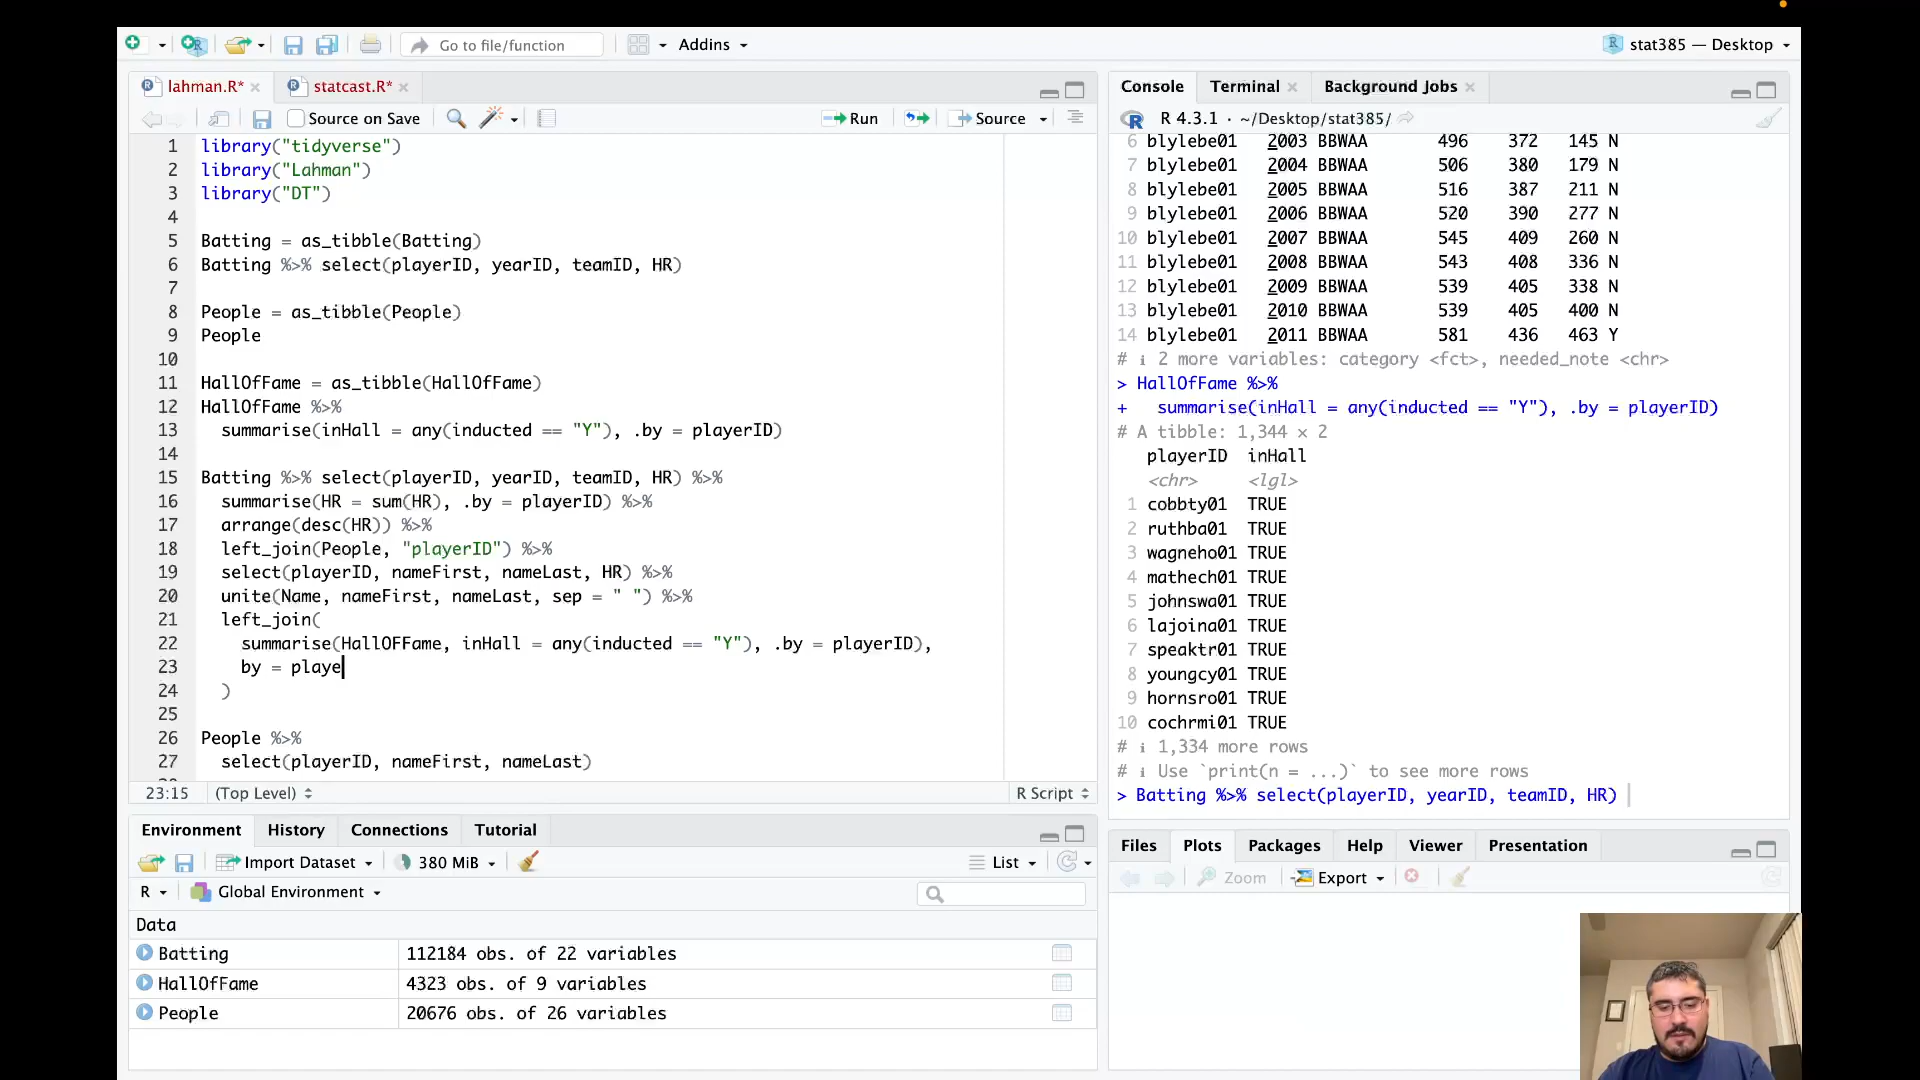 Go to file/function
Addins
stat385 — Desktop
lahman.R*
statcast.R*
Source on Save
Run
Source
1 library("tidyverse")
2 library("Lahman")
3 library("DT")
4
5 Batting = as_tibble(Batting)
6 Batting %>% select(playerID, yearID, teamID, HR)
7
8 People = as_tibble(People)
9 People
10
11 HallOfFame = as_tibble(HallOfFame)
12 HallOfFame %>%
13 summarise(inHall = any(inducted == "Y"), .by = playerID)
14
15 Batting %>% select(playerID, yearID, teamID, HR) %>%
16 summarise(HR = sum(HR), .by = playerID) %>%
17 arrange(desc(HR)) %>%
18 left_join(People, "playerID") %>%
19 select(playerID, nameFirst, nameLast, HR) %>%
20 unite(Name, nameFirst, nameLast, sep = " ") %>%
21 left_join(
22 summarise(HallOFFame, inHall = any(inducted == "Y"), .by = playerID),
23 by = playe
24 )
25
26 People %>%
27 select(playerID, nameFirst, nameLast)
23:15 (Top Level) R Script
Environment History Connections Tutorial
Import Dataset 380 MiB List
R Global Environment
Data
Batting 112184 obs. of 22 variables
HallOfFame 4323 obs. of 9 variables
People 20676 obs. of 26 variables
Console Terminal Background Jobs
R 4.3.1 · ~/Desktop/stat385/
6 blylebe01 2003 BBWAA 496 372 145 N
7 blylebe01 2004 BBWAA 506 380 179 N
8 blylebe01 2005 BBWAA 516 387 211 N
9 blylebe01 2006 BBWAA 520 390 277 N
10 blylebe01 2007 BBWAA 545 409 260 N
11 blylebe01 2008 BBWAA 543 408 336 N
12 blylebe01 2009 BBWAA 539 405 338 N
13 blylebe01 2010 BBWAA 539 405 400 N
14 blylebe01 2011 BBWAA 581 436 463 Y
# ℹ 2 more variables: category <fct>, needed_note <chr>
> HallOfFame %>%
+ summarise(inHall = any(inducted == "Y"), .by = playerID)
# A tibble: 1,344 × 2
playerID inHall
<chr> <lgl>
1 cobbty01 TRUE
2 ruthba01 TRUE
3 wagneho01 TRUE
4 mathech01 TRUE
5 johnswa01 TRUE
6 lajoina01 TRUE
7 speaktr01 TRUE
8 youngcy01 TRUE
9 hornsro01 TRUE
10 cochrmi01 TRUE
# ℹ 1,334 more rows
# ℹ Use `print(n = ...)` to see more rows
> Batting %>% select(playerID, yearID, teamID, HR)
Files Plots Packages Help Viewer Presentation
Zoom Export